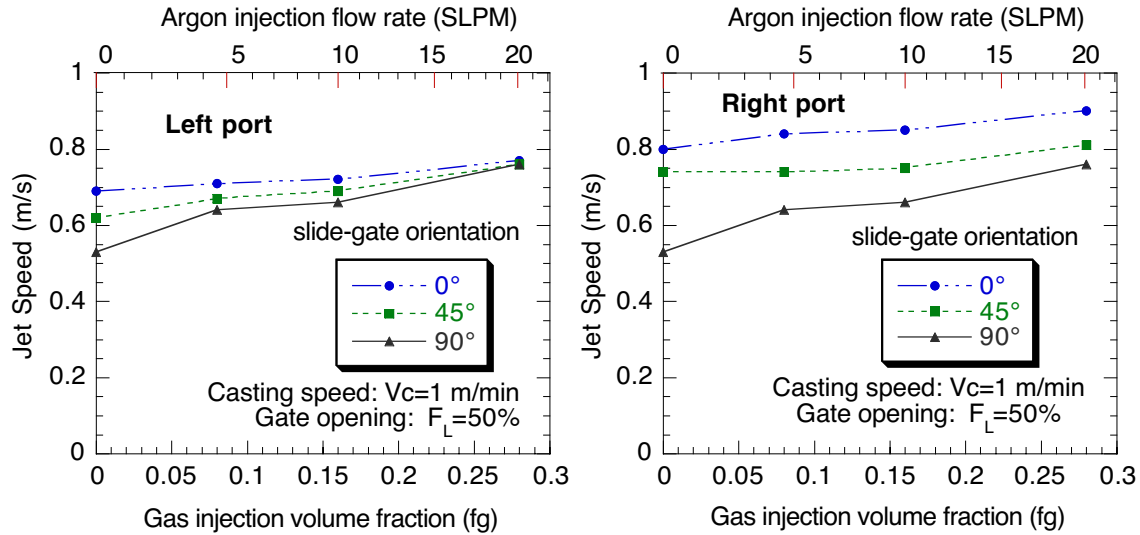 Argon injection flow rate (SLPM)
0 5 10 15 20
1
0.8
0.6
0.4
0.2
0
Jet Speed (m/s)
Left port
slide-gate orientation
0°
45°
90°
Casting speed: Vc=1 m/min
Gate opening: F_L=50%
0 0.05 0.1 0.15 0.2 0.25 0.3
Gas injection volume fraction (fg)
Argon injection flow rate (SLPM)
0 5 10 15 20
1
0.8
0.6
0.4
0.2
0
Jet Speed (m/s)
Right port
slide-gate orientation
0°
45°
90°
Casting speed: Vc=1 m/min
Gate opening: F_L=50%
0 0.05 0.1 0.15 0.2 0.25 0.3
Gas injection volume fraction (fg)